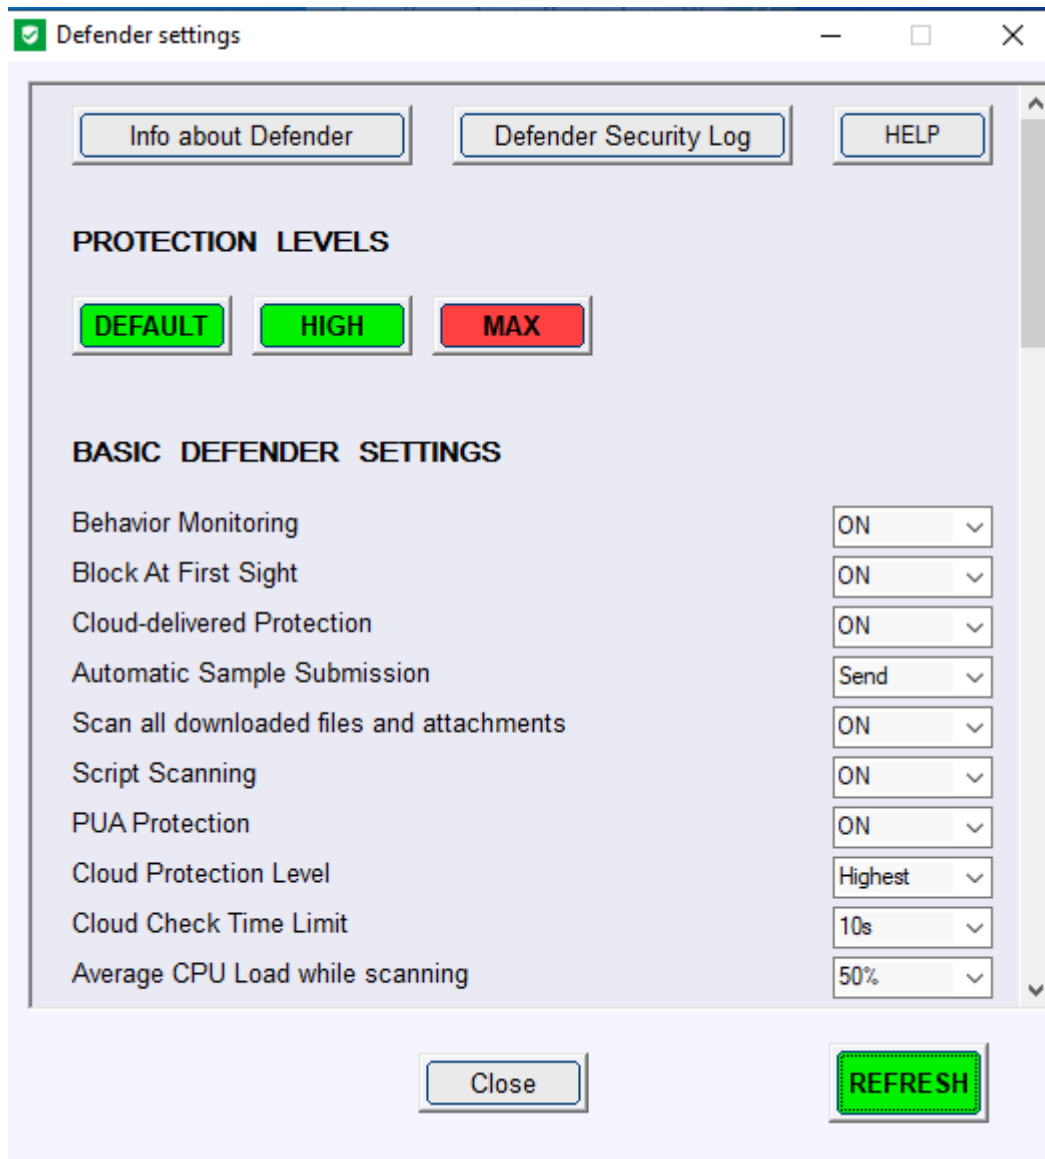 Defender settings
Info about Defender Defender Security Log HELP
PROTECTION LEVELS
DEFAULT HIGH MAX
BASIC DEFENDER SETTINGS
Behavior Monitoring ON
Block At First Sight ON
Cloud-delivered Protection ON
Automatic Sample Submission Send
Scan all downloaded files and attachments ON
Script Scanning ON
PUA Protection ON
Cloud Protection Level Highest
Cloud Check Time Limit 10s
Average CPU Load while scanning 50%
Close REFRESH